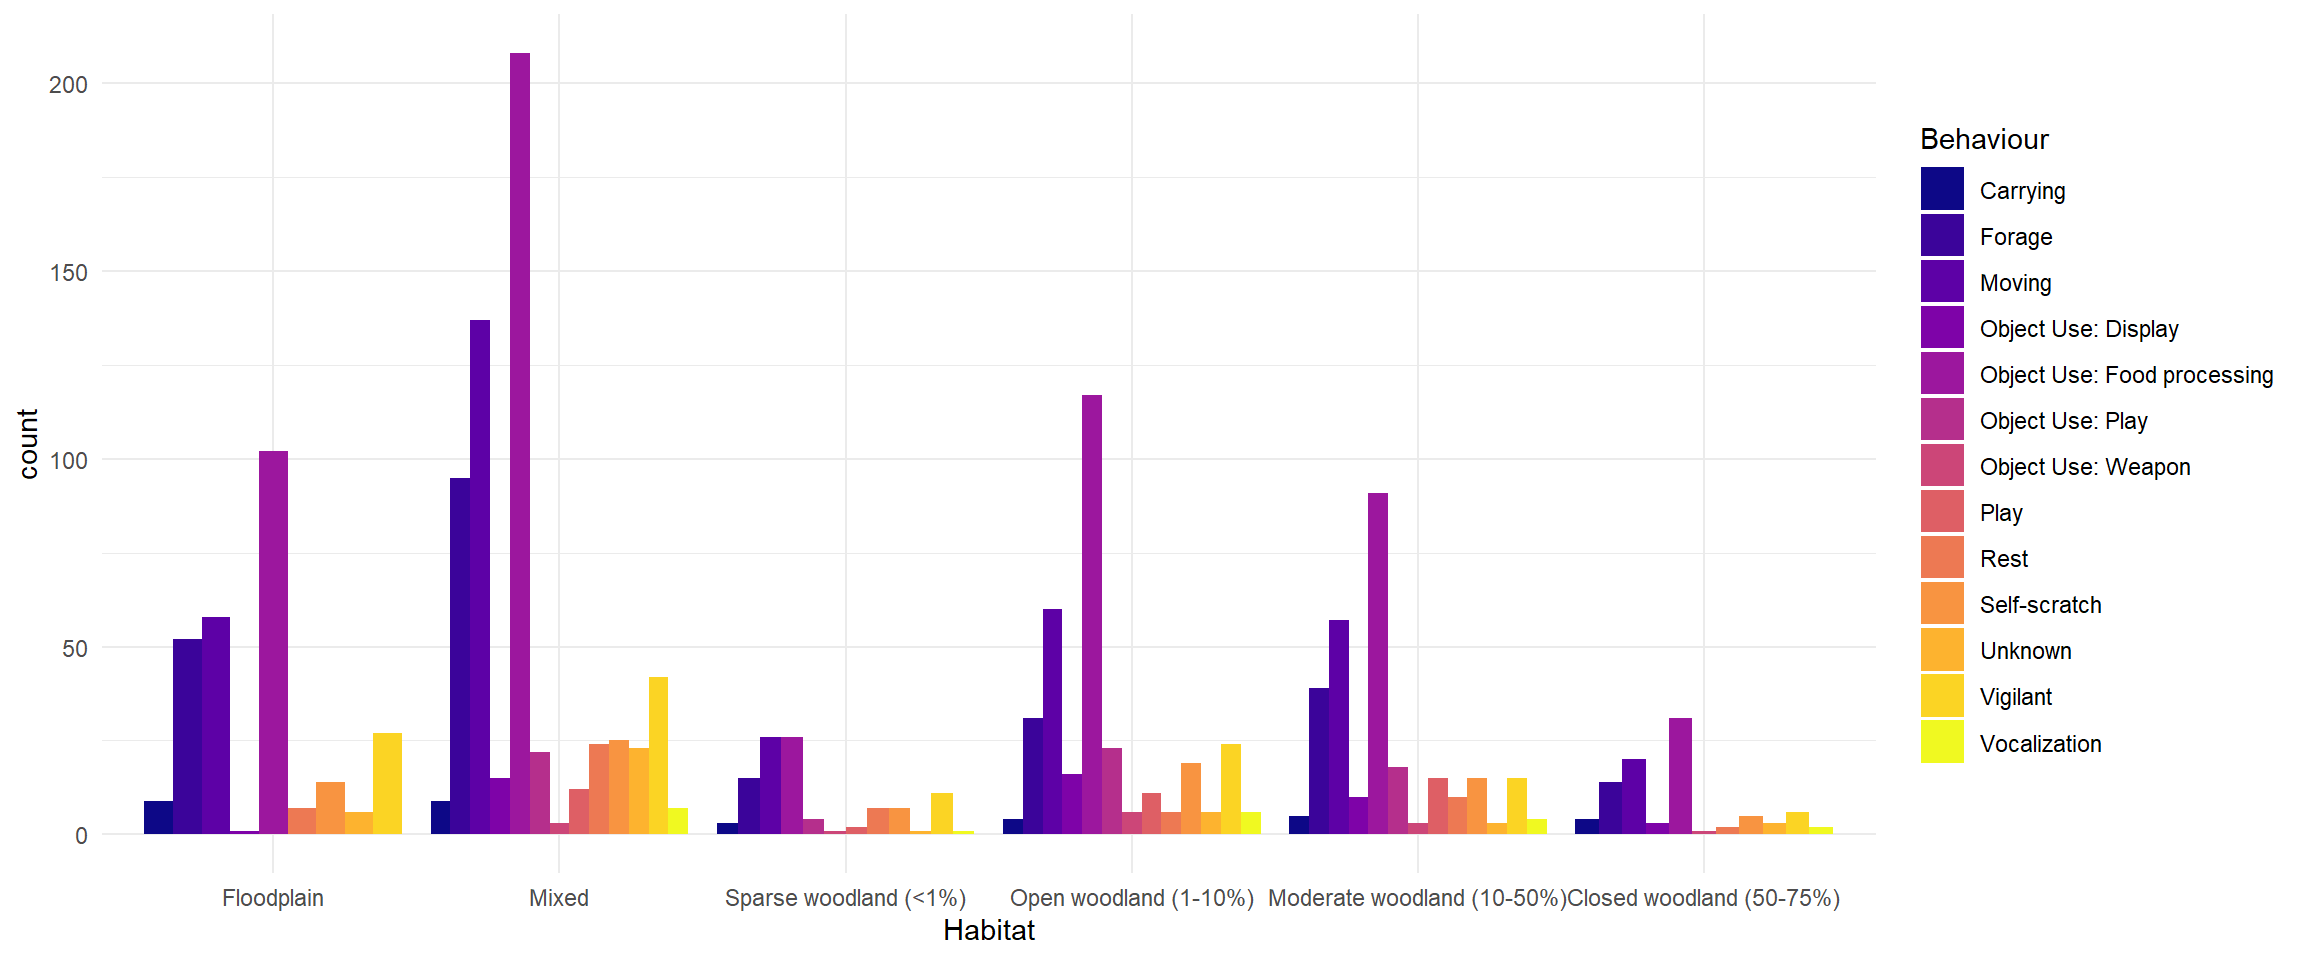 count
200
150
100
50
0
Floodplain
Mixed
Sparse woodland (<1%)
Open woodland (1-10%)
Moderate woodland (10-50%)
Closed woodland (50-75%)
Habitat
Behaviour
Carrying
Forage
Moving
Object Use: Display
Object Use: Food processing
Object Use: Play
Object Use: Weapon
Play
Rest
Self-scratch
Unknown
Vigilant
Vocalization